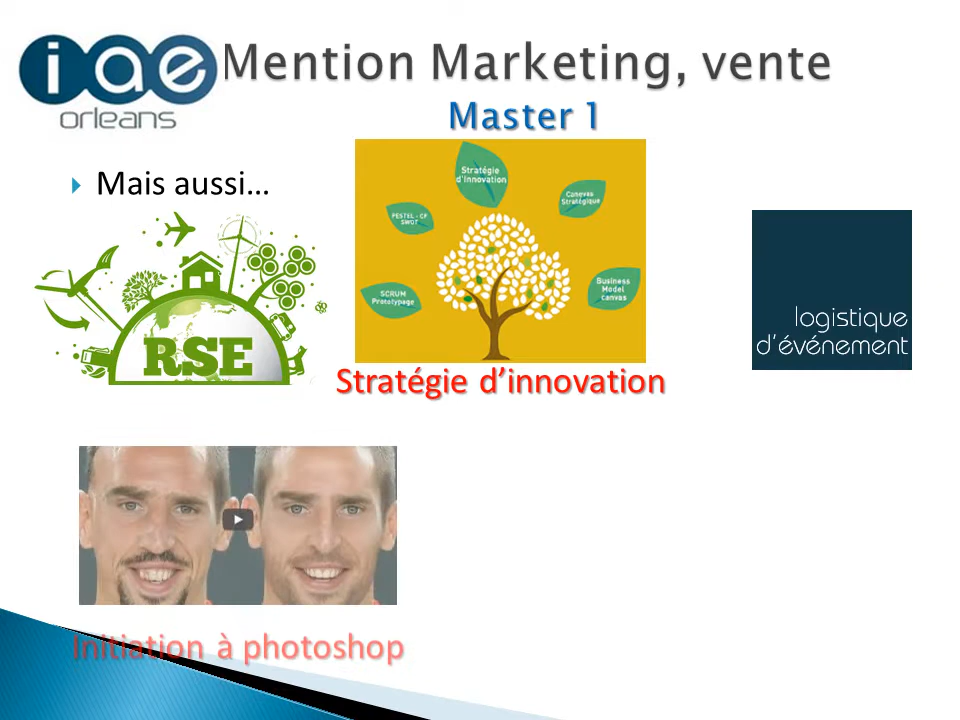 iae
orleans
Mention Marketing, vente
Master 1
Mais aussi...
RSE
Stratégie
d'Innovation
Canevas
Stratégique
PESTEL - CF
SWOT
SCRUM
Prototypage
Business
Model
canvas
Stratégie d'innovation
logistique
d'événement
Initiation à photoshop